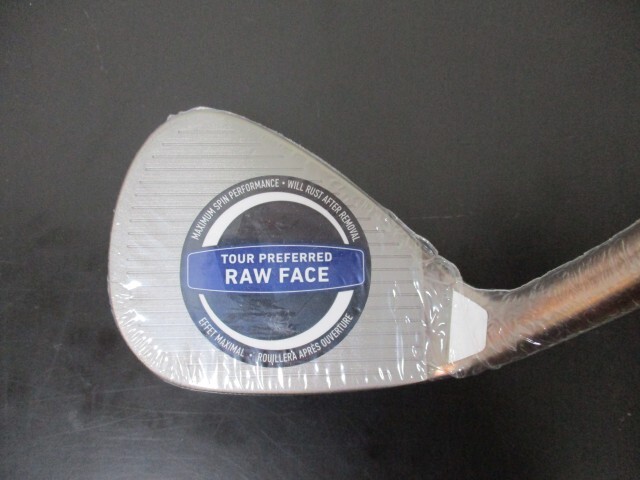 MAXIMUM SPIN PERFORMANCE • WILL RUST AFTER REMOVAL
TOUR PREFERRED
RAW FACE
EFFET MAXIMAL • ROUILLERA APRÈS OUVERTURE